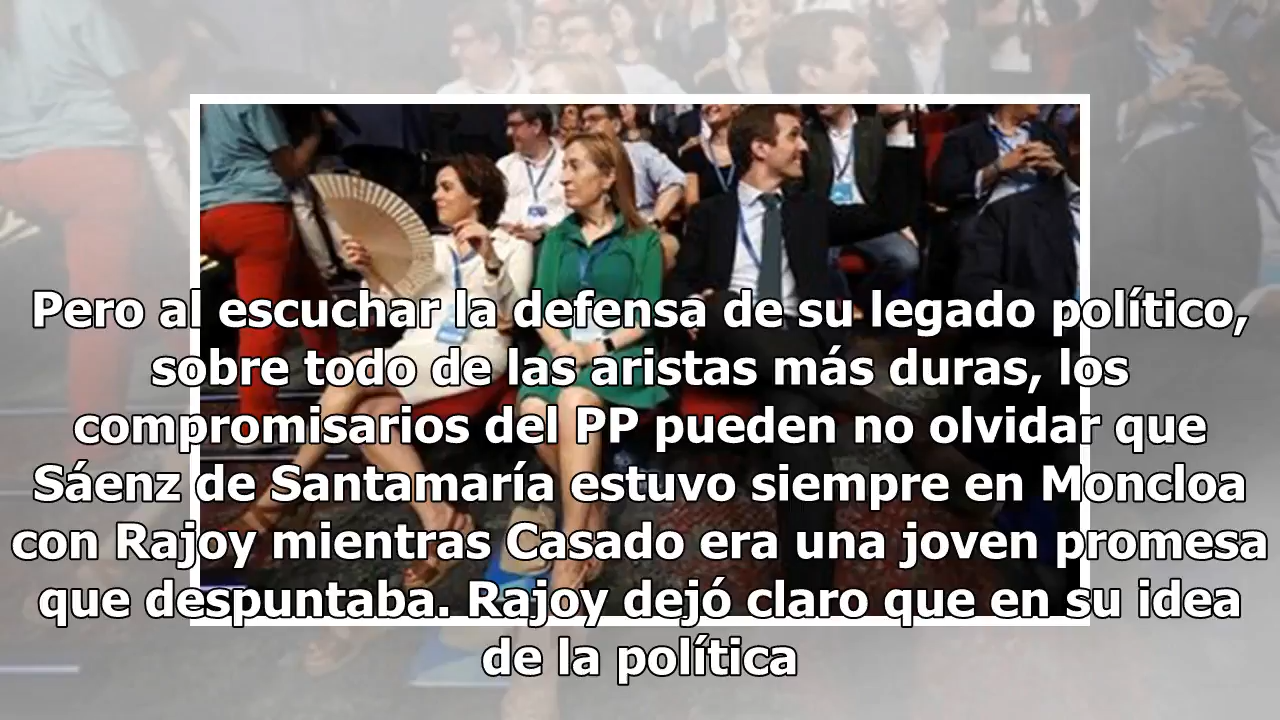 Pero al escuchar la defensa de su legado político,
sobre todo de las aristas más duras, los
compromisarios del PP pueden no olvidar que
Sáenz de Santamaría estuvo siempre en Moncloa
con Rajoy mientras Casado era una joven promesa
que despuntaba. Rajoy dejó claro que en su idea
de la política